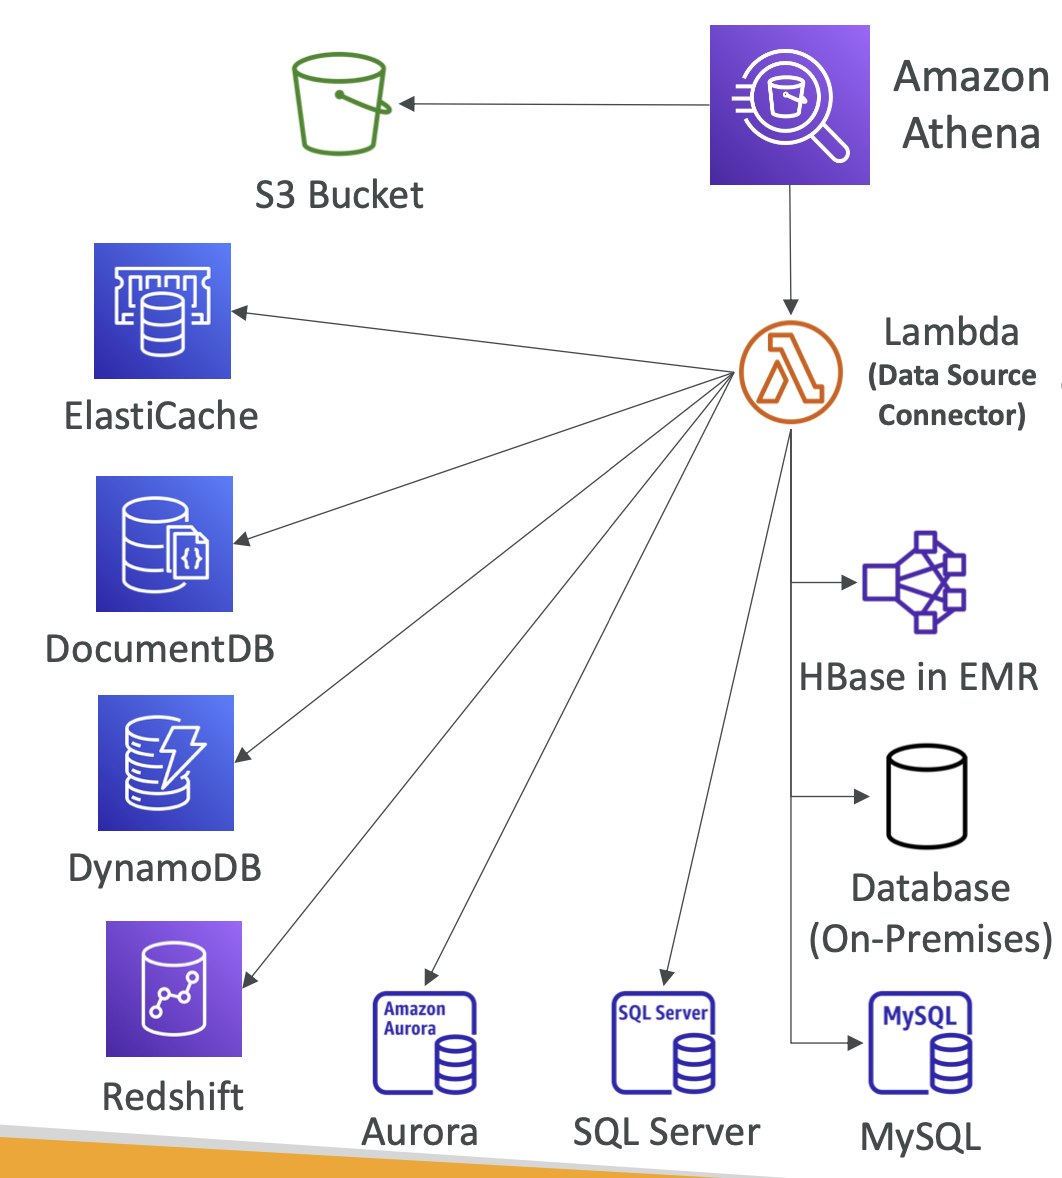 Amazon
Athena
S3 Bucket
Lambda
(Data Source
Connector)
ElastiCache
DocumentDB
HBase in EMR
DynamoDB
Database
(On-Premises)
Redshift
Amazon
Aurora
Aurora
SQL Server
SQL Server
MySQL
MySQL